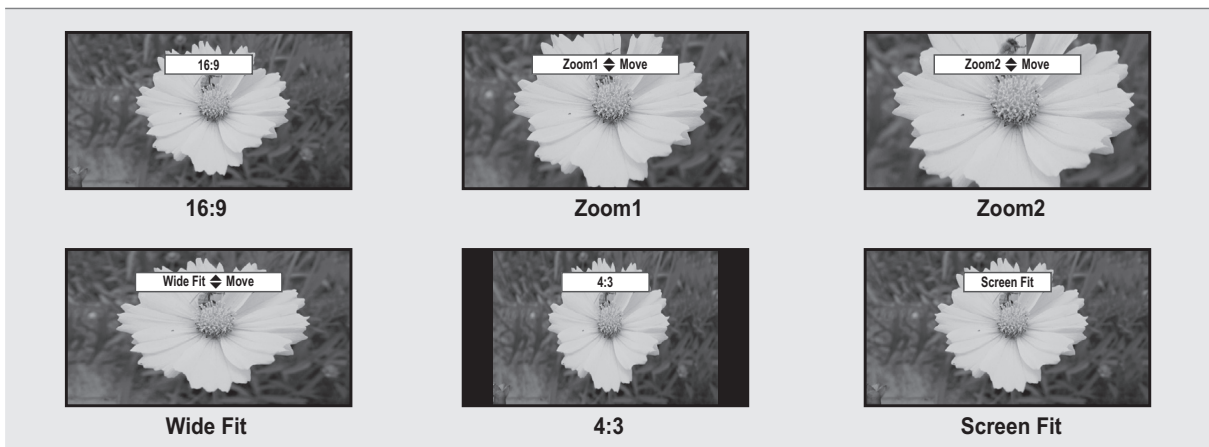 16:9
Zoom1 ◆ Move
Zoom2 ◆ Move
16:9
Zoom1
Zoom2
Wide Fit ◆ Move
4:3
Screen Fit
Wide Fit
4:3
Screen Fit